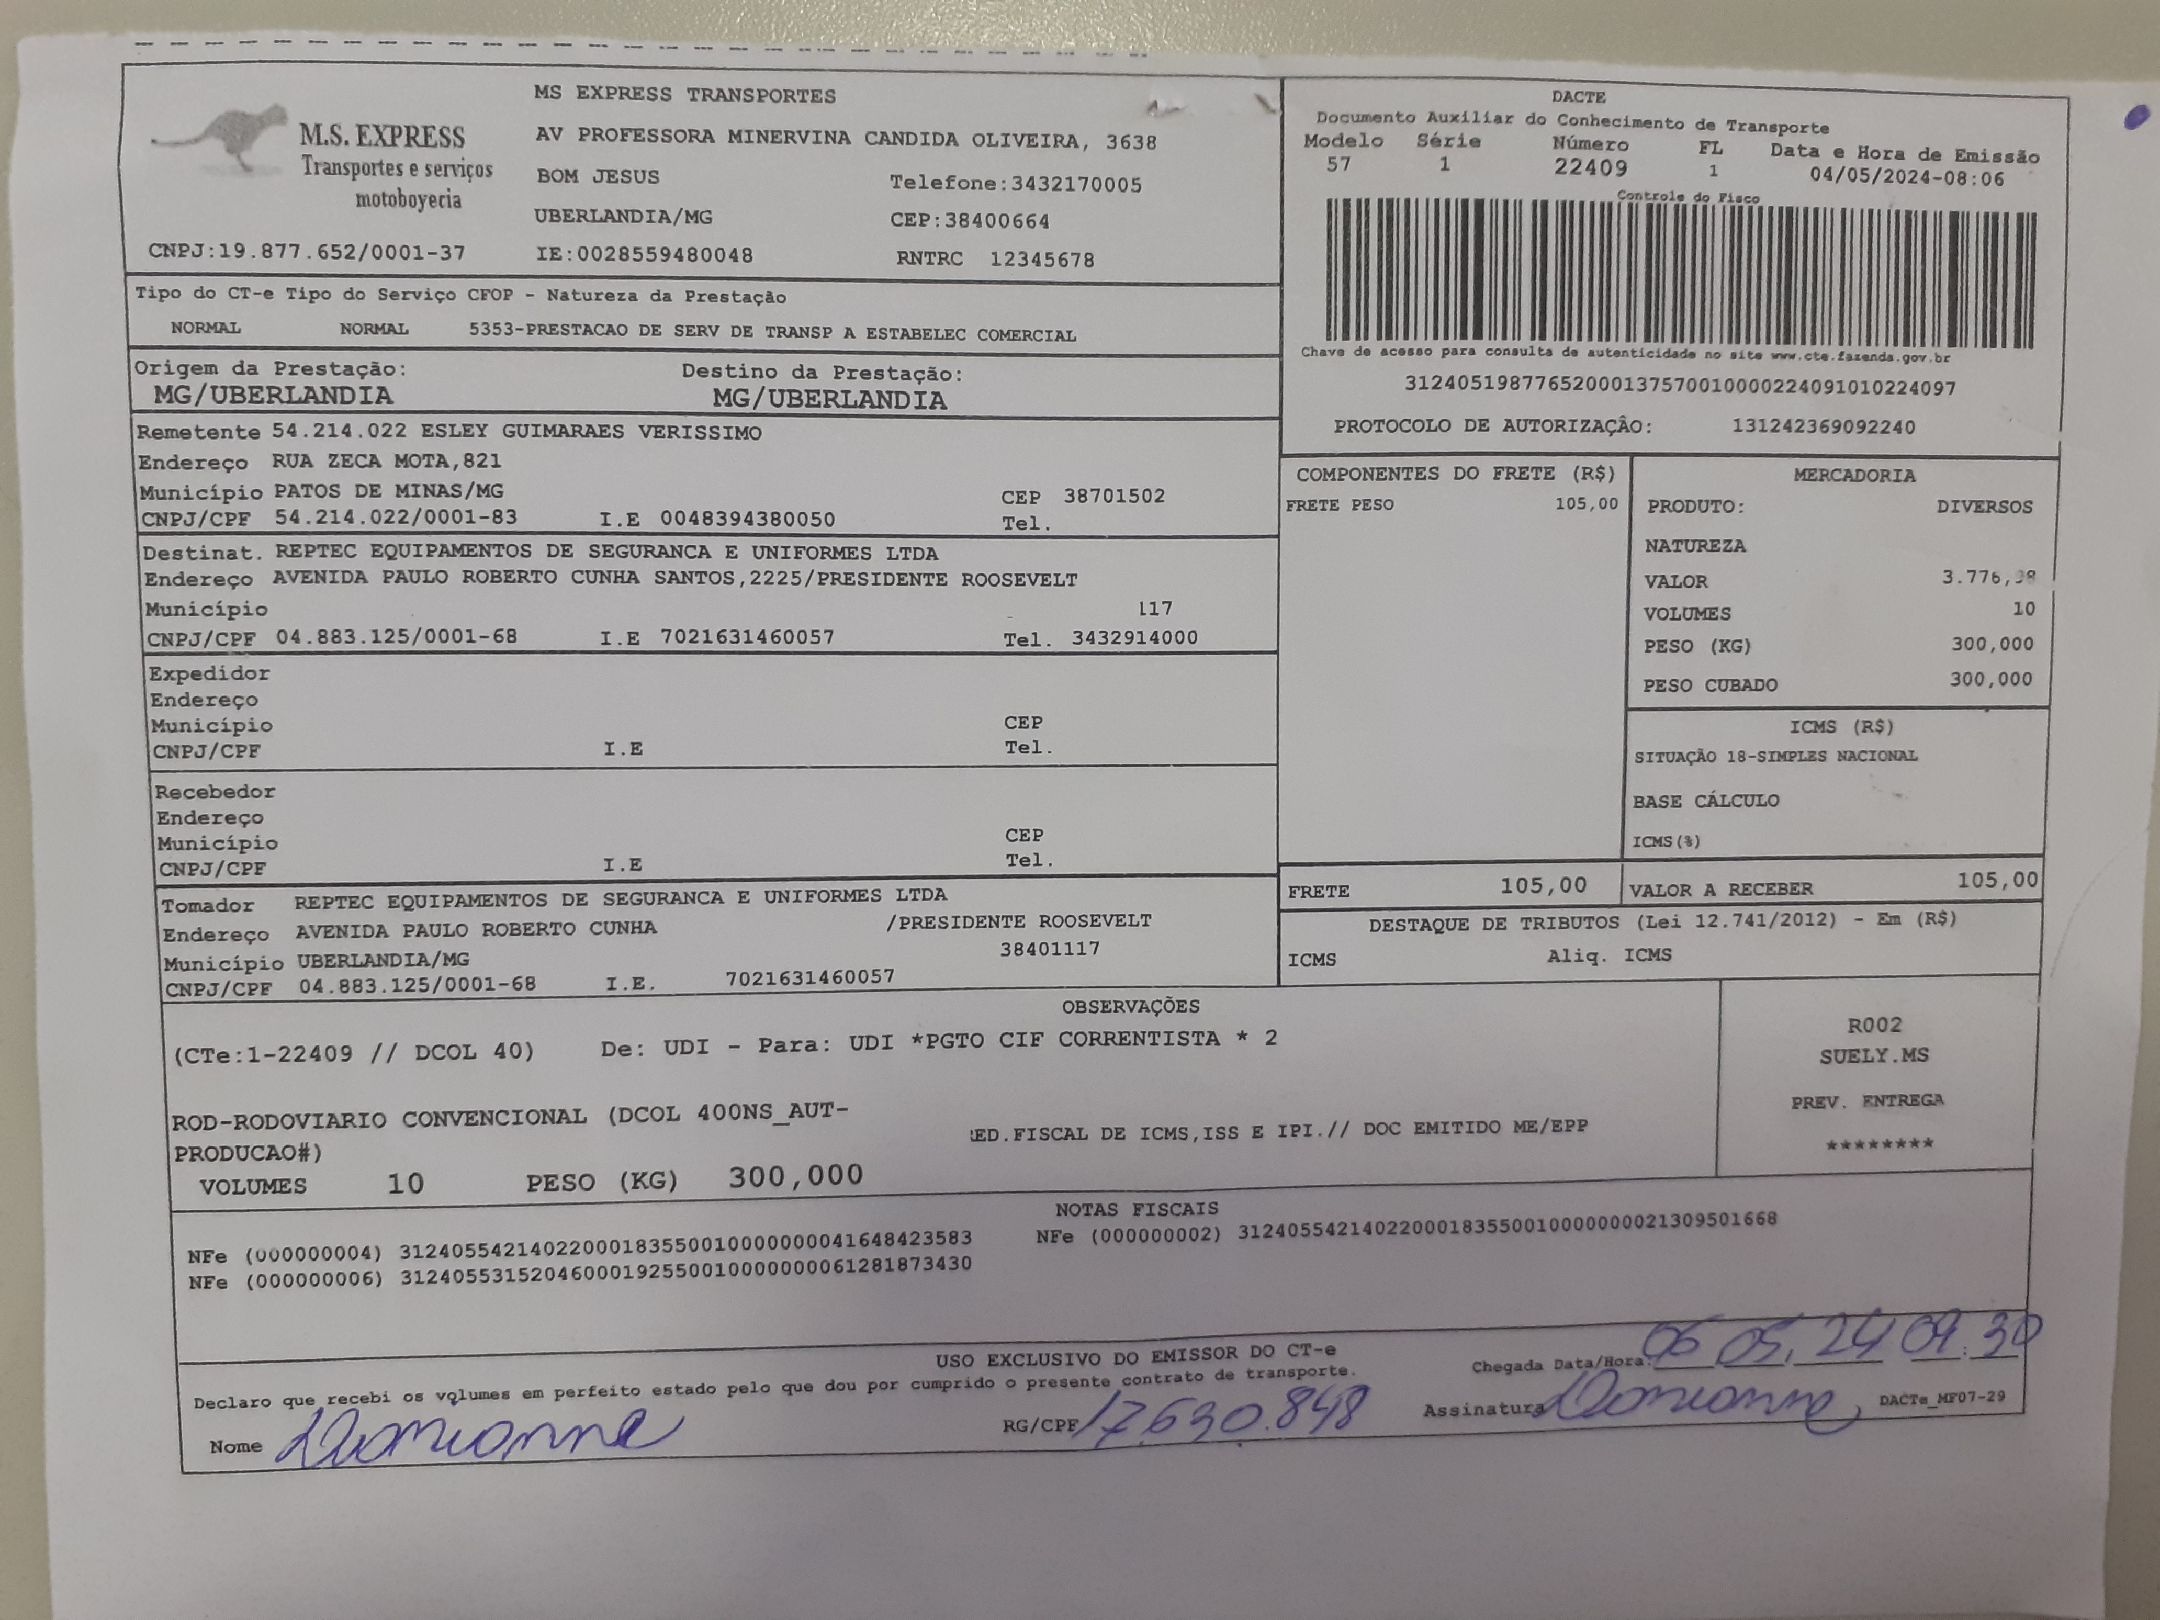 M.S. EXPRESS
Transportes e serviços
motoboyecia
MS EXPRESS TRANSPORTES
AV PROFESSORA MINERVINA CANDIDA OLIVEIRA, 3638
BOM JESUS Telefone:3432170005
UBERLANDIA/MG CEP:38400664
CNPJ:19.877.652/0001-37 IE:0028559480048 RNTRC 12345678
DACTE
Documento Auxiliar do Conhecimento de Transporte
Modelo Série Número FL Data e Hora de Emissão
57 1 22409 1 04/05/2024-08:06
Controle do Fisco
Chave de acesso para consulta de autenticidade no site www.cte.fazenda.gov.br
31240519877652000137570010000224091010224097
PROTOCOLO DE AUTORIZAÇÂO: 131242369092240
Tipo do CT-e Tipo do Serviço CFOP - Natureza da Prestação
NORMAL NORMAL 5353-PRESTACAO DE SERV DE TRANSP A ESTABELEC COMERCIAL
Origem da Prestação: Destino da Prestação:
MG/UBERLANDIA MG/UBERLANDIA
Remetente 54.214.022 ESLEY GUIMARAES VERISSIMO
Endereço RUA ZECA MOTA,821
Município PATOS DE MINAS/MG CEP 38701502
CNPJ/CPF 54.214.022/0001-83 I.E 0048394380050 Tel.
Destinat. REPTEC EQUIPAMENTOS DE SEGURANCA E UNIFORMES LTDA
Endereço AVENIDA PAULO ROBERTO CUNHA SANTOS,2225/PRESIDENTE ROOSEVELT
Município 117
CNPJ/CPF 04.883.125/0001-68 I.E 7021631460057 Tel. 3432914000
Expedidor
Endereço
Município CEP
CNPJ/CPF I.E Tel.
Recebedor
Endereço
Município CEP
CNPJ/CPF I.E Tel.
Tomador REPTEC EQUIPAMENTOS DE SEGURANCA E UNIFORMES LTDA
Endereço AVENIDA PAULO ROBERTO CUNHA /PRESIDENTE ROOSEVELT
Município UBERLANDIA/MG 38401117
CNPJ/CPF 04.883.125/0001-68 I.E. 7021631460057
COMPONENTES DO FRETE (R$)
FRETE PESO 105,00
MERCADORIA
PRODUTO: DIVERSOS
NATUREZA
VALOR
VOLUMES 10
PESO (KG) 300,000
PESO CUBADO 300,000
ICMS (R$)
SITUAÇÃO 18-SIMPLES NACIONAL
BASE CÁLCULO
ICMS(%)
FRETE 105,00 VALOR A RECEBER 105,00
DESTAQUE DE TRIBUTOS (Lei 12.741/2012) - Em (R$)
ICMS Aliq. ICMS
OBSERVAÇÕES
(CTe:1-22409 // DCOL 40) De: UDI - Para: UDI *PGTO CIF CORRENTISTA * 2
ROD-RODOVIARIO CONVENCIONAL (DCOL 400NS_AUT-
PRODUCAO#) ED.FISCAL DE ICMS,ISS E IPI.// DOC EMITIDO ME/EPP
VOLUMES 10 PESO (KG) 300,000
R002
SUELY.MS
PREV. ENTREGA
********
NOTAS FISCAIS
NFe (000000004) 31240554214022000183550010000000041648423583 NFe (000000002) 31240554214022000183550010000000021309501668
NFe (000000006) 31240553152046000192550010000000061281873430
USO EXCLUSIVO DO EMISSOR DO CT-e
Declaro que recebi os volumes em perfeito estado pelo que dou por cumprido o presente contrato de transporte.
Chegada Data/Hora: 06 05, 24 09:30
Nome RG/CPF 17.630.848 Assinatura DACTe_MF07-29